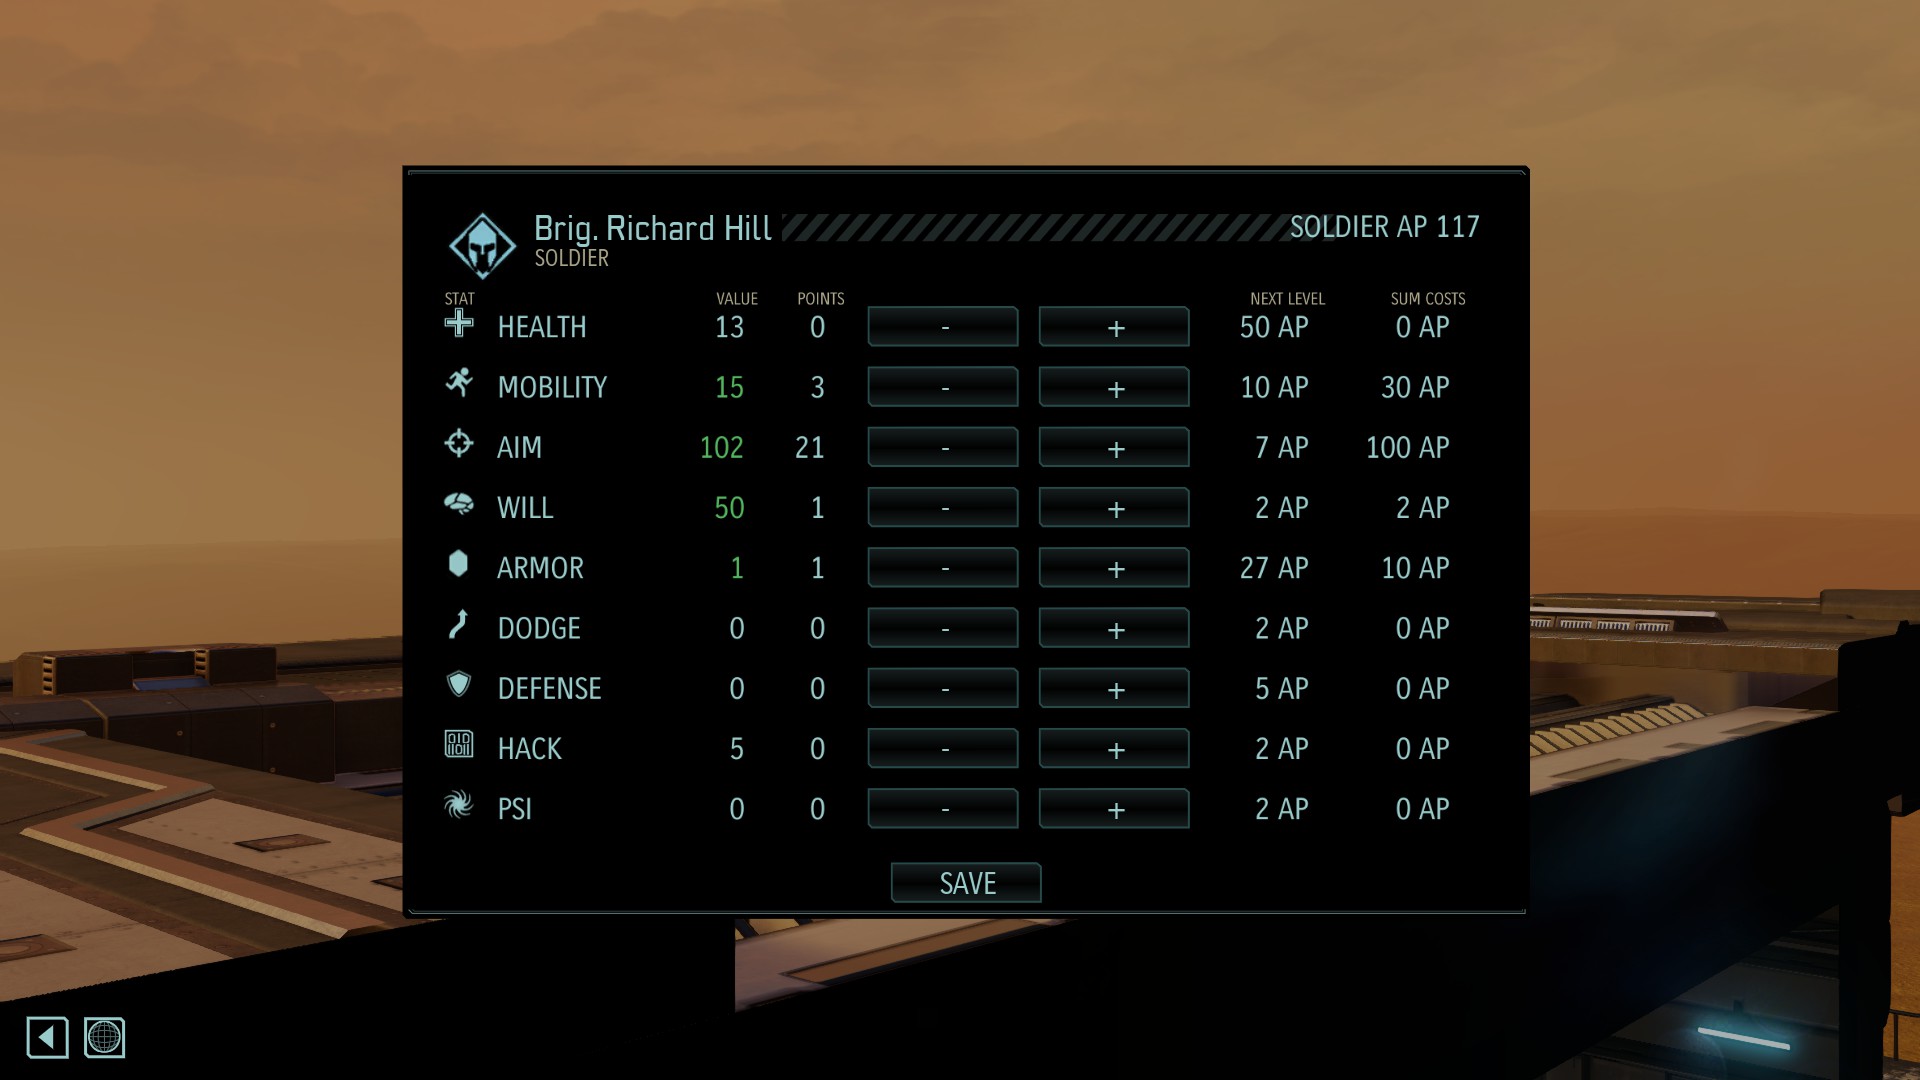 Brig. Richard Hill SOLDIER AP 117
SOLDIER
STAT VALUE POINTS NEXT LEVEL SUM COSTS
HEALTH 13 0 - + 50 AP 0 AP
MOBILITY 15 3 - + 10 AP 30 AP
AIM 102 21 - + 7 AP 100 AP
WILL 50 1 - + 2 AP 2 AP
ARMOR 1 1 - + 27 AP 10 AP
DODGE 0 0 - + 2 AP 0 AP
DEFENSE 0 0 - + 5 AP 0 AP
HACK 5 0 - + 2 AP 0 AP
PSI 0 0 - + 2 AP 0 AP
SAVE